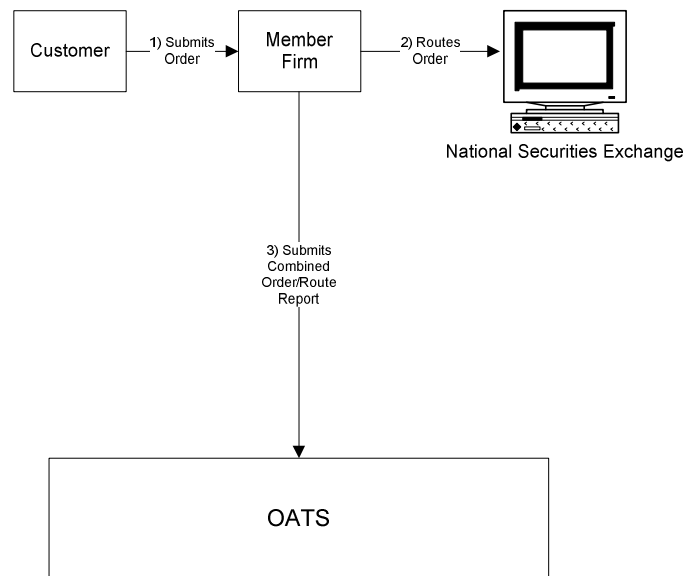 Customer
1) Submits
Order
Member
Firm
2) Routes
Order
National Securities Exchange
3) Submits
Combined
Order/Route
Report
OATS